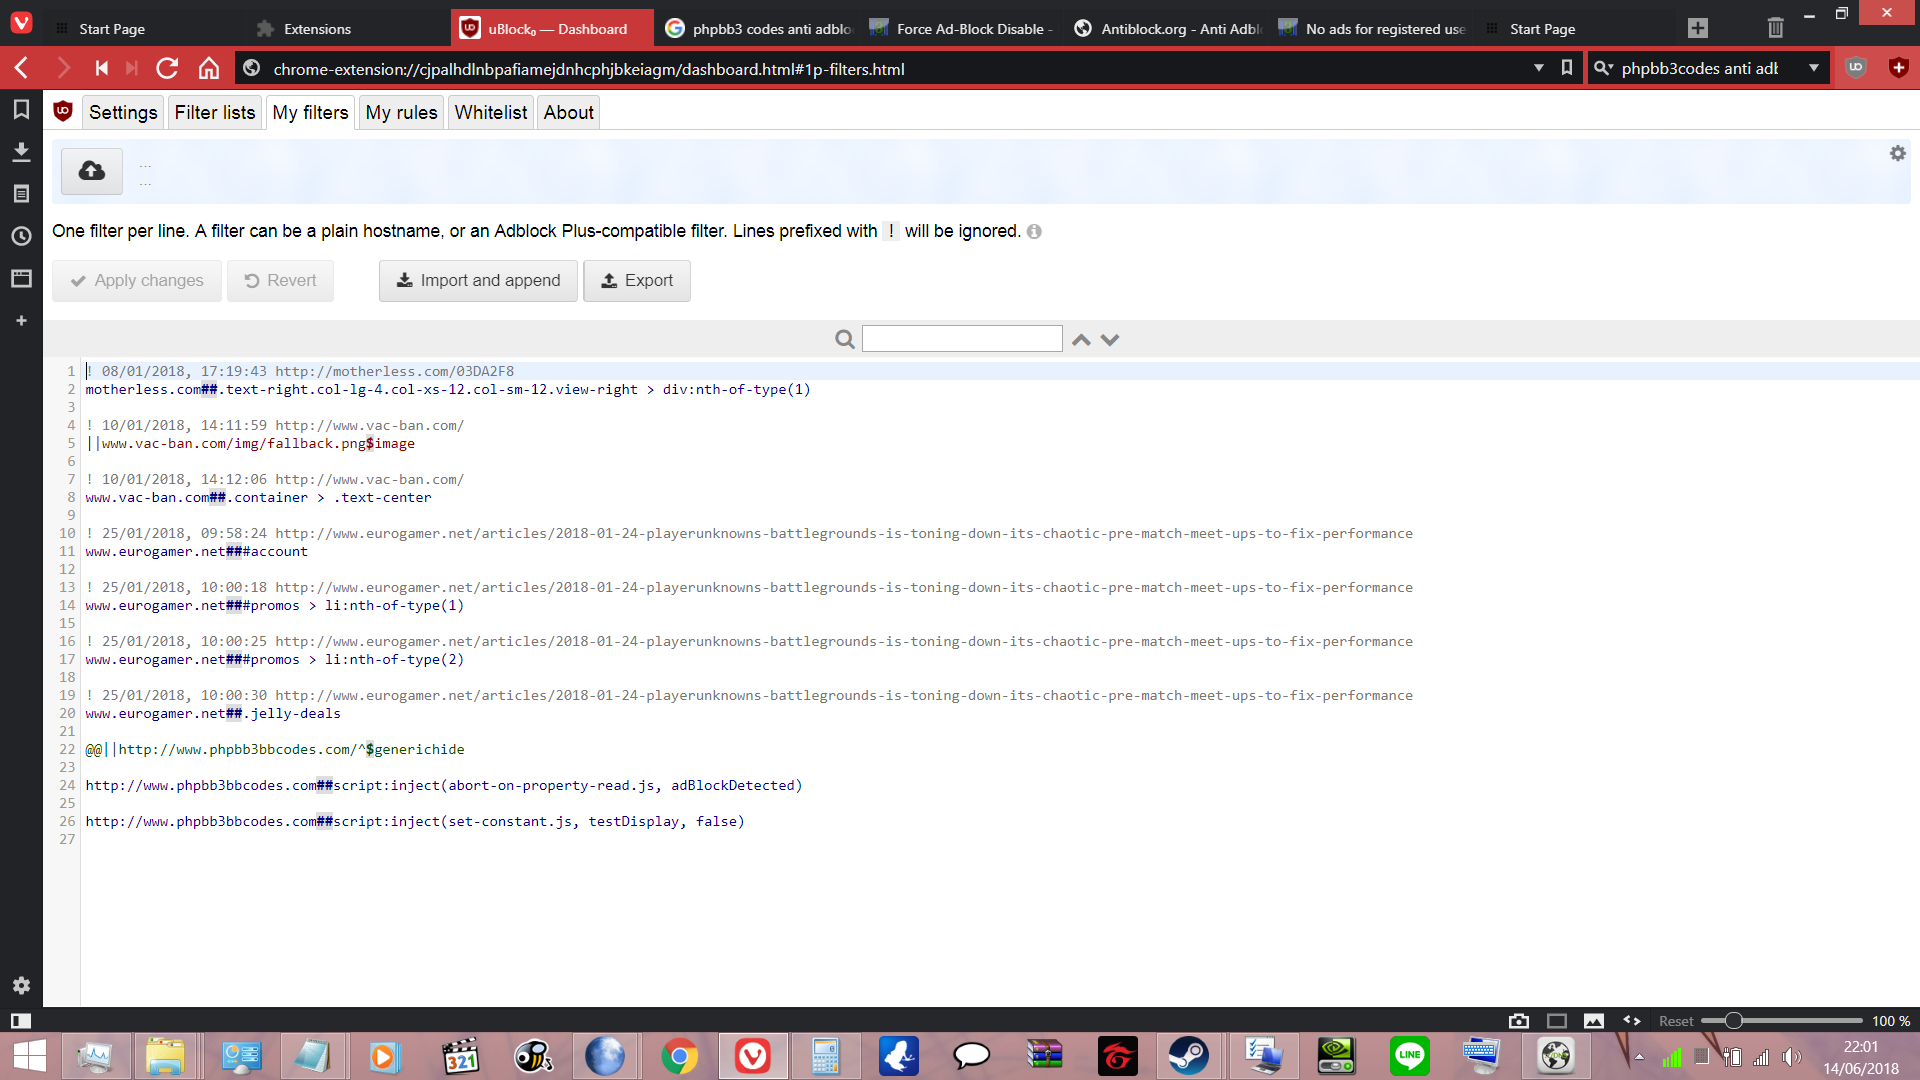 Start Page
Extensions
uBlock₀ — Dashboard
phpbb3 codes anti adblo
Force Ad-Block Disable -
Antiblock.org - Anti Adbl
No ads for registered use
Start Page
chrome-extension://cjpalhdlnbpafiamejdnhcphjbkeiagm/dashboard.html#1p-filters.html
phpbb3codes anti adt
Settings
Filter lists
My filters
My rules
Whitelist
About
...
...
One filter per line. A filter can be a plain hostname, or an Adblock Plus-compatible filter. Lines prefixed with ! will be ignored.
Apply changes
Revert
Import and append
Export
1 ! 08/01/2018, 17:19:43 http://motherless.com/03DA2F8
2 motherless.com##.text-right.col-lg-4.col-xs-12.col-sm-12.view-right > div:nth-of-type(1)
3
4 ! 10/01/2018, 14:11:59 http://www.vac-ban.com/
5 ||www.vac-ban.com/img/fallback.png$image
6
7 ! 10/01/2018, 14:12:06 http://www.vac-ban.com/
8 www.vac-ban.com##.container > .text-center
9
10 ! 25/01/2018, 09:58:24 http://www.eurogamer.net/articles/2018-01-24-playerunknowns-battlegrounds-is-toning-down-its-chaotic-pre-match-meet-ups-to-fix-performance
11 www.eurogamer.net###account
12
13 ! 25/01/2018, 10:00:18 http://www.eurogamer.net/articles/2018-01-24-playerunknowns-battlegrounds-is-toning-down-its-chaotic-pre-match-meet-ups-to-fix-performance
14 www.eurogamer.net###promos > li:nth-of-type(1)
15
16 ! 25/01/2018, 10:00:25 http://www.eurogamer.net/articles/2018-01-24-playerunknowns-battlegrounds-is-toning-down-its-chaotic-pre-match-meet-ups-to-fix-performance
17 www.eurogamer.net###promos > li:nth-of-type(2)
18
19 ! 25/01/2018, 10:00:30 http://www.eurogamer.net/articles/2018-01-24-playerunknowns-battlegrounds-is-toning-down-its-chaotic-pre-match-meet-ups-to-fix-performance
20 www.eurogamer.net##.jelly-deals
21
22 @@||http://www.phpbb3bbcodes.com/^$generichide
23
24 http://www.phpbb3bbcodes.com##script:inject(abort-on-property-read.js, adBlockDetected)
25
26 http://www.phpbb3bbcodes.com##script:inject(set-constant.js, testDisplay, false)
27
Reset
100 %
321
LINE
22:01
14/06/2018